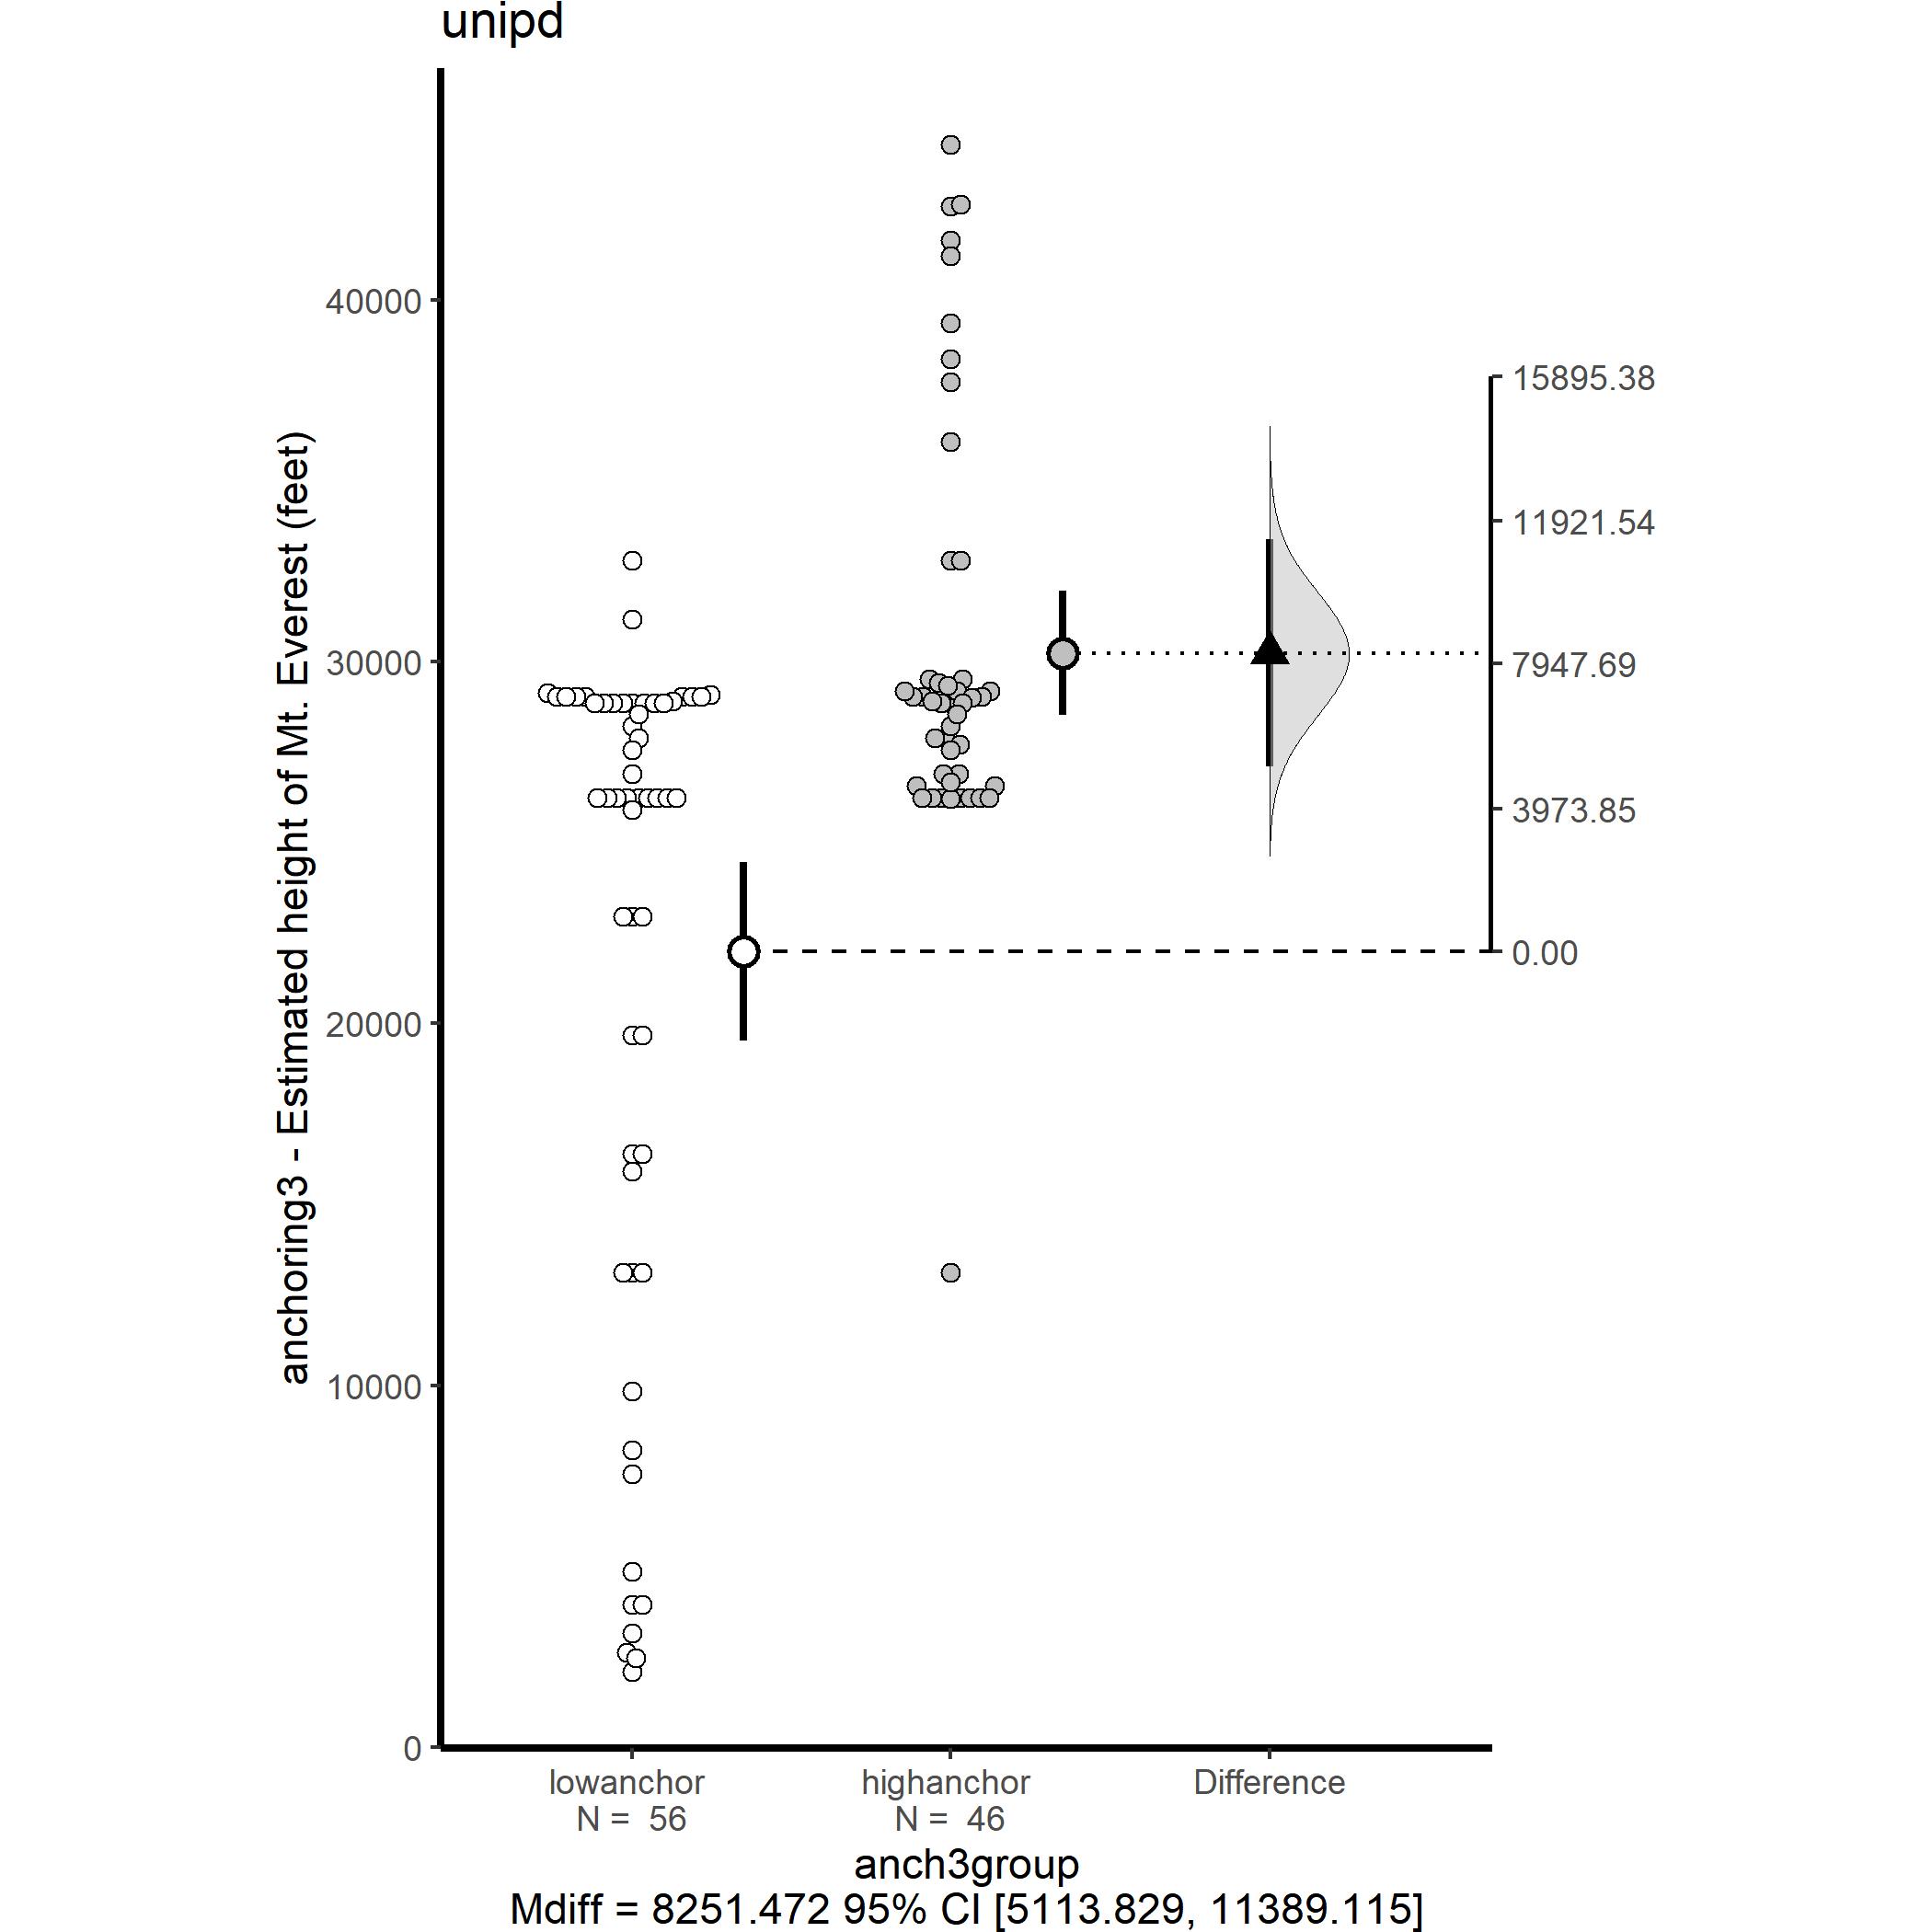 unipd
anchoring3 - Estimated height of Mt. Everest (feet)
40000
30000
20000
10000
0
15895.38
11921.54
7947.69
3973.85
0.00
lowanchor
N =  56
highanchor
N =  46
Difference
anch3group
Mdiff = 8251.472 95% CI [5113.829, 11389.115]